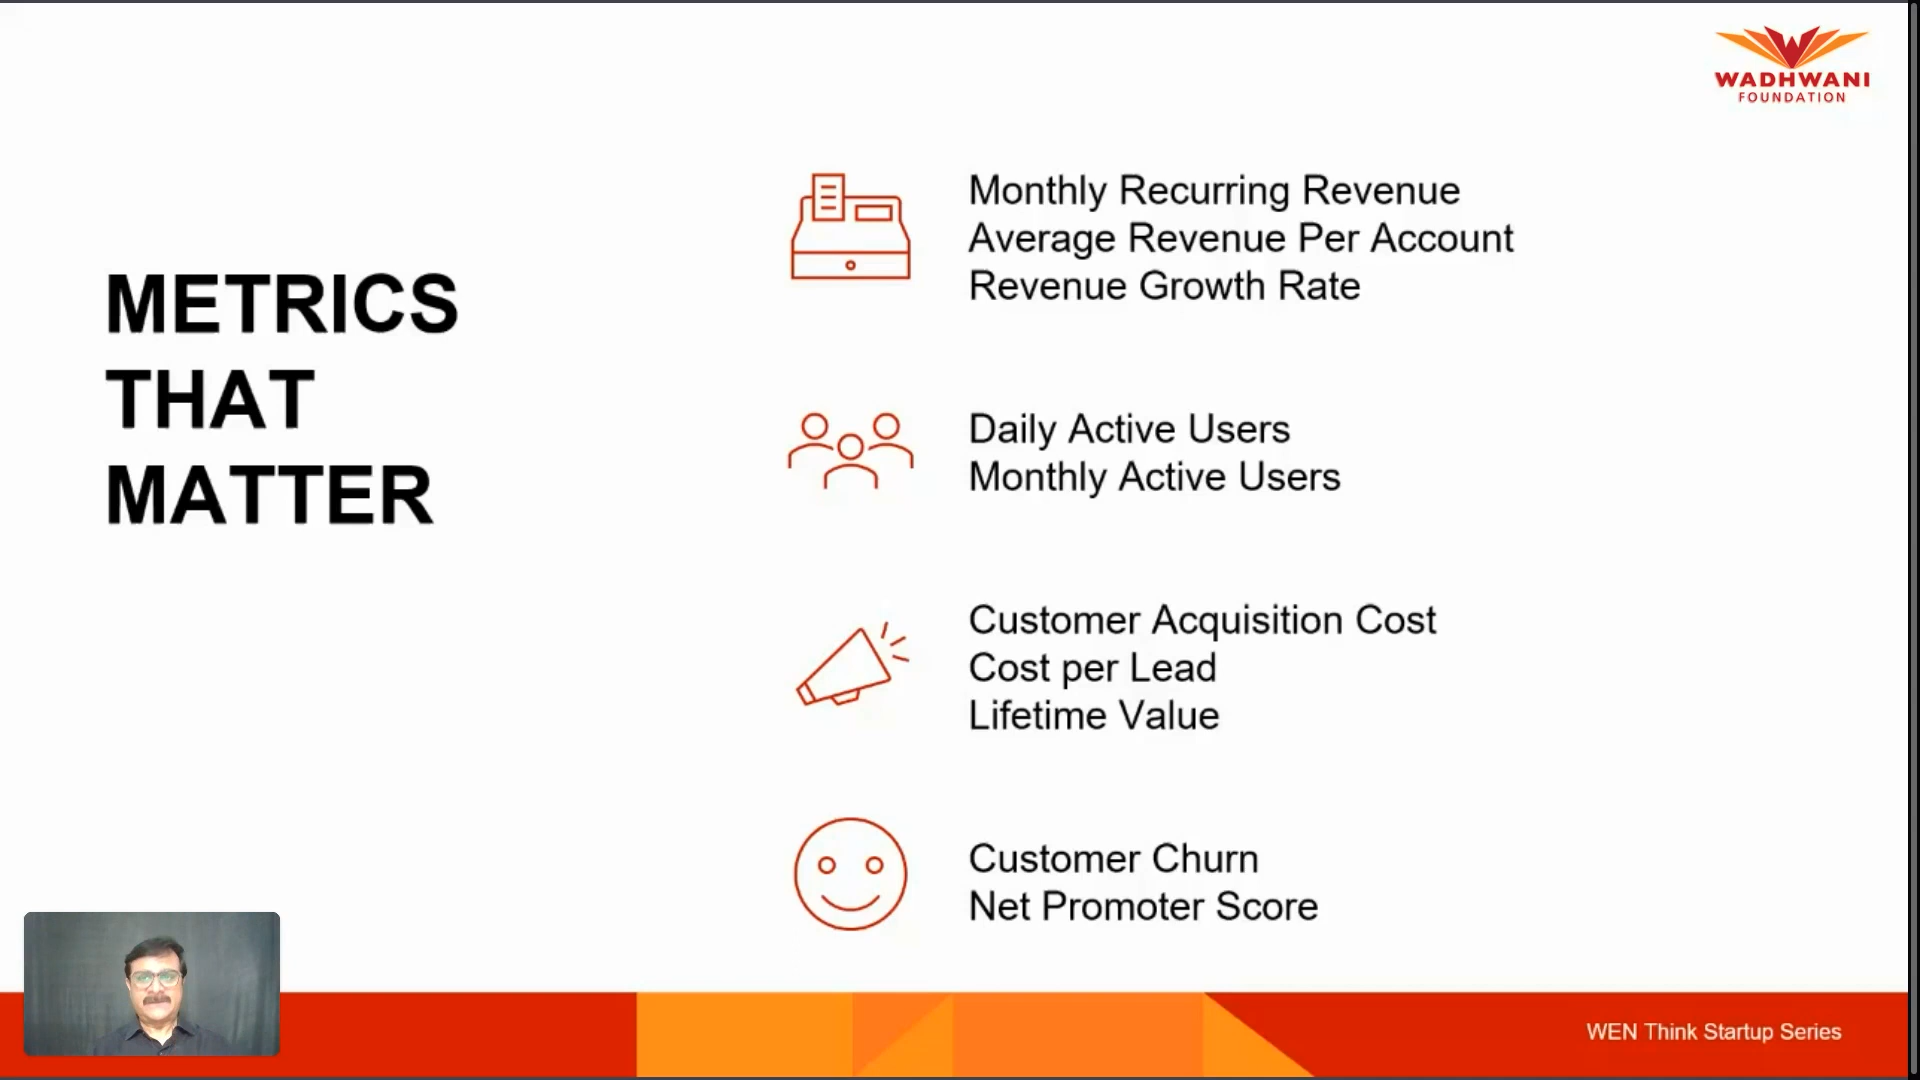 WADHWANI
FOUNDATION
METRICS
THAT
MATTER
Monthly Recurring Revenue
Average Revenue Per Account
Revenue Growth Rate
Daily Active Users
Monthly Active Users
Customer Acquisition Cost
Cost per Lead
Lifetime Value
Customer Churn
Net Promoter Score
WEN Think Startup Series